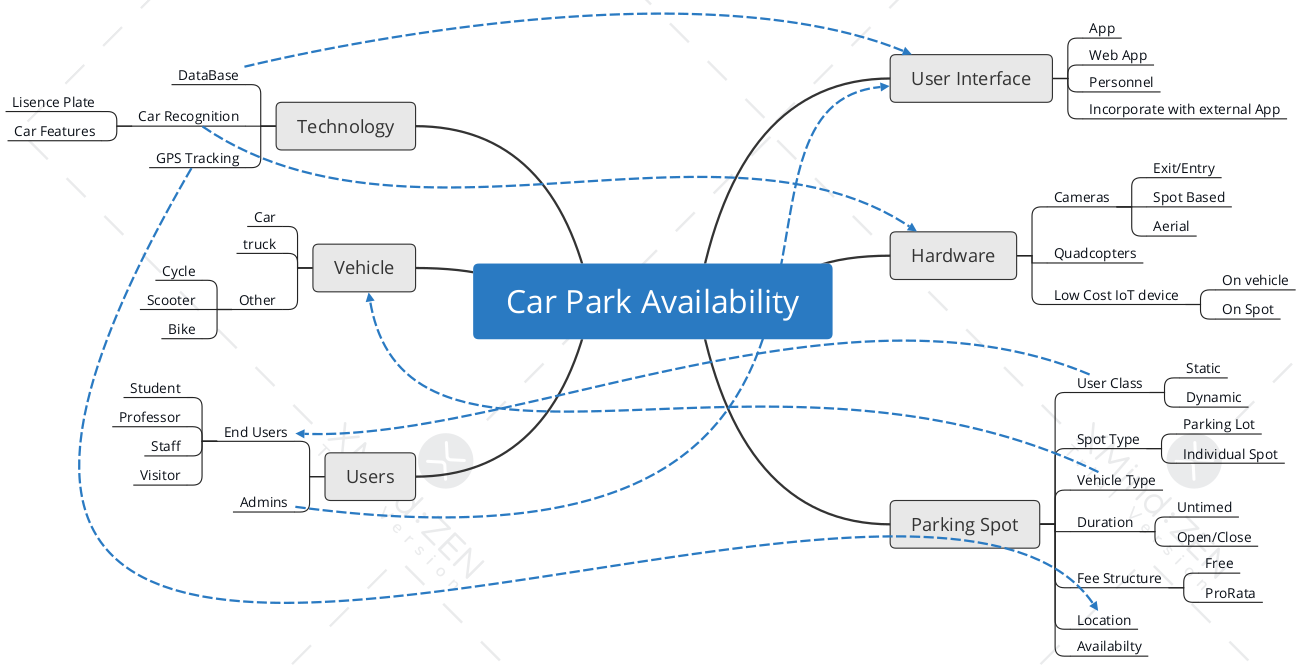 Car Park Availability
Technology
DataBase
Car Recognition
Lisence Plate
Car Features
GPS Tracking
Vehicle
Car
truck
Other
Cycle
Scooter
Bike
Users
End Users
Student
Professor
Staff
Visitor
Admins
User Interface
App
Web App
Personnel
Incorporate with external App
Hardware
Cameras
Exit/Entry
Spot Based
Aerial
Quadcopters
Low Cost IoT device
On vehicle
On Spot
Parking Spot
User Class
Static
Dynamic
Spot Type
Parking Lot
Individual Spot
Vehicle Type
Duration
Untimed
Open/Close
Fee Structure
Free
ProRata
Location
Availabilty
XMind:ZEN
XMind:ZEN